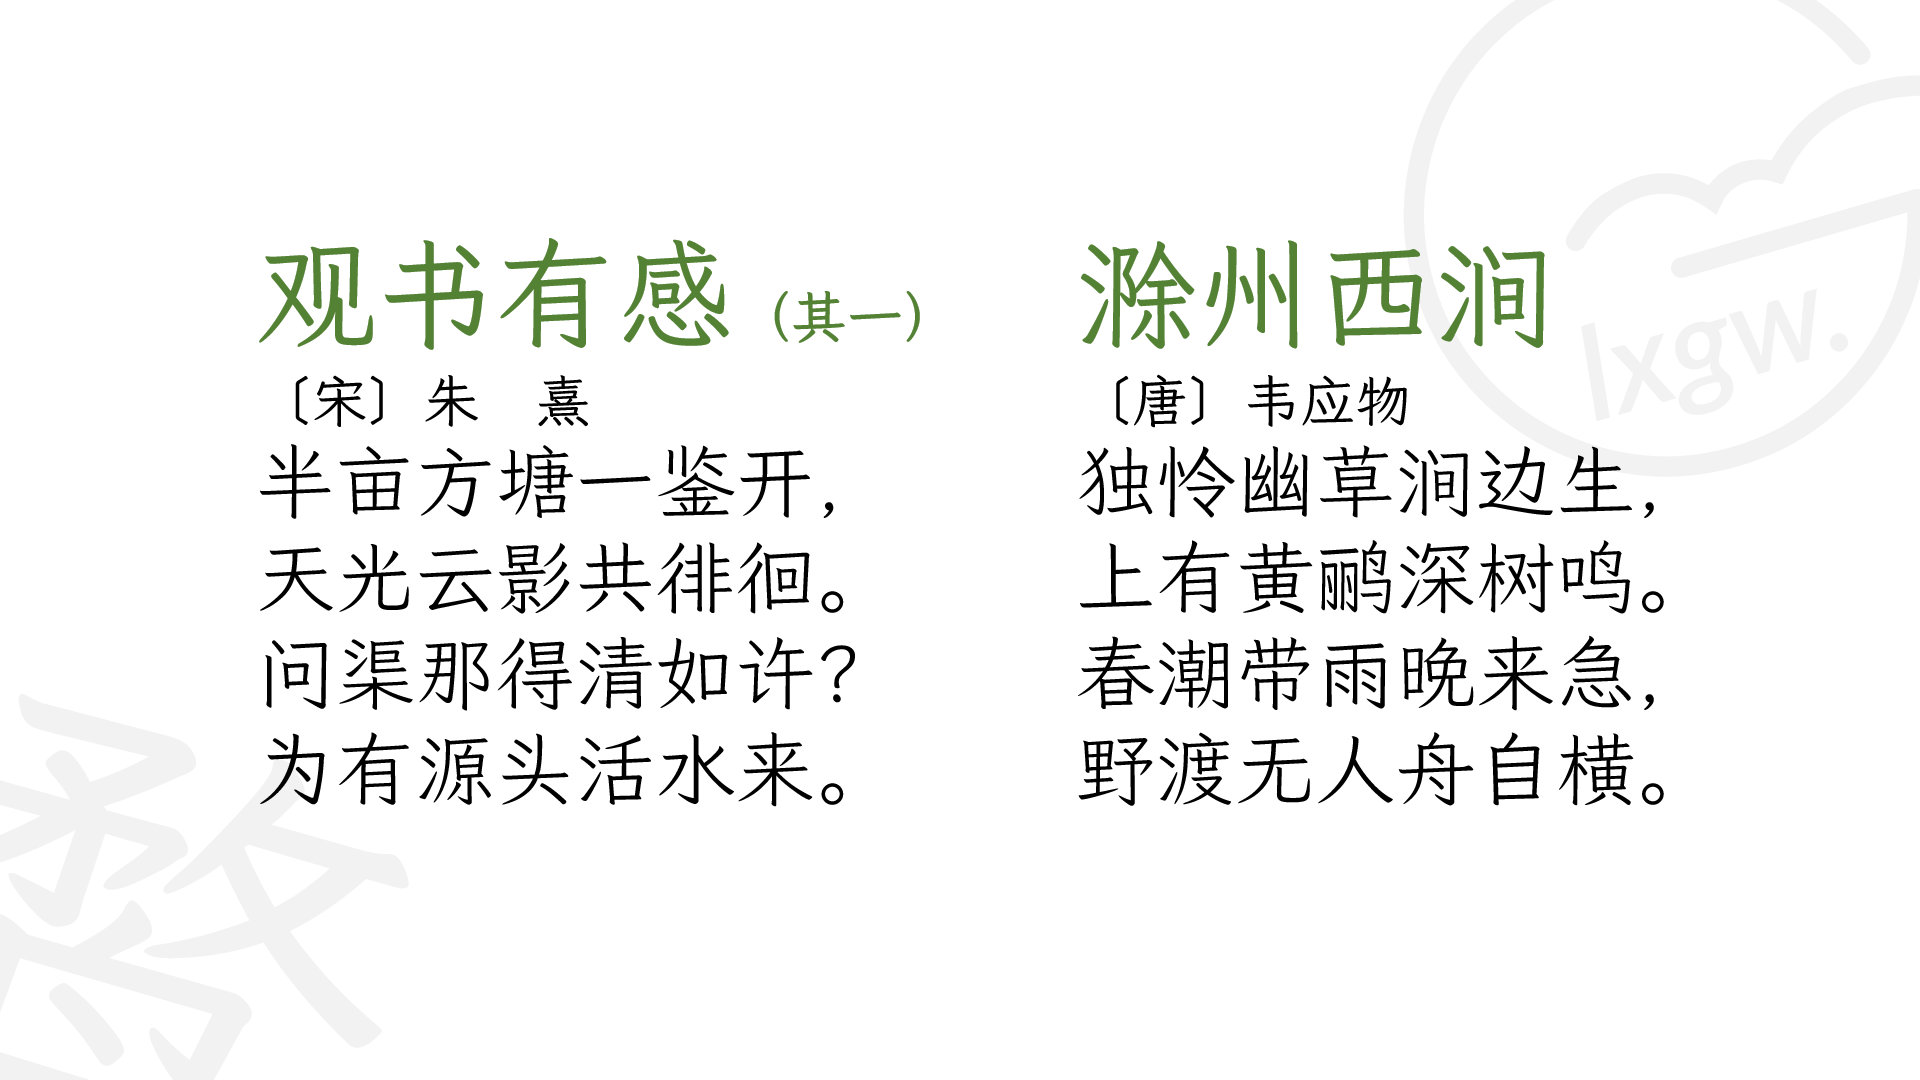 观书有感（其一）
〔宋〕朱　熹
半亩方塘一鉴开，
天光云影共徘徊。
问渠那得清如许？
为有源头活水来。
滁州西涧
〔唐〕韦应物
独怜幽草涧边生，
上有黄鹂深树鸣。
春潮带雨晚来急，
野渡无人舟自横。
lxgw.